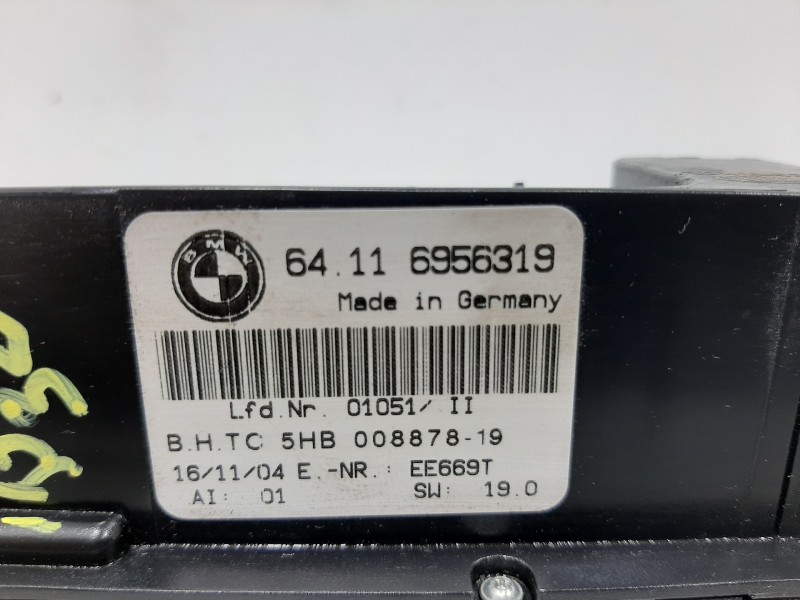 BMW
64.11 6956319
Made in Germany
Lfd.Nr. 01051/ II
B.H.TC 5HB 008878-19
16/11/04 E.-NR.: EE669T
AI: 01 SW: 19.0